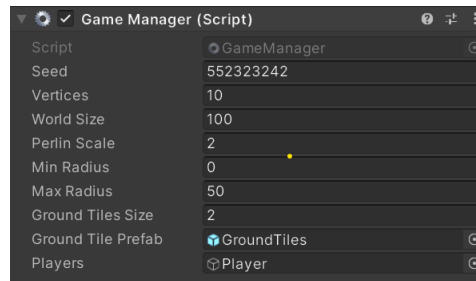 Game Manager (Script)
Script GameManager
Seed 552323242
Vertices 10
World Size 100
Perlin Scale 2
Min Radius 0
Max Radius 50
Ground Tiles Size 2
Ground Tile Prefab GroundTiles
Players Player